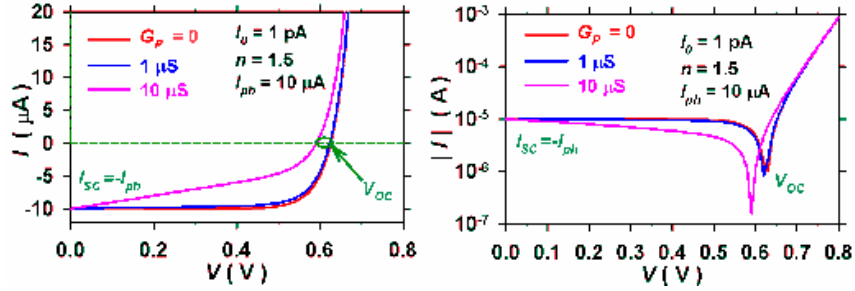 20
15
10
5
0
-5
-10
I (µA)
G_p = 0
1 µS
10 µS
I_0 = 1 pA
n = 1.5
I_ph = 10 µA
I_SC=-I_ph
V_OC
0.0 0.2 0.4 0.6 0.8
V ( V )
10^-3
10^-4
10^-5
10^-6
10^-7
| I | ( A )
G_p = 0
1 µS
10 µS
I_0 = 1 pA
n = 1.5
I_ph = 10 µA
I_SC=-I_ph
V_OC
0.0 0.1 0.2 0.3 0.4 0.5 0.6 0.7 0.8
V ( V )